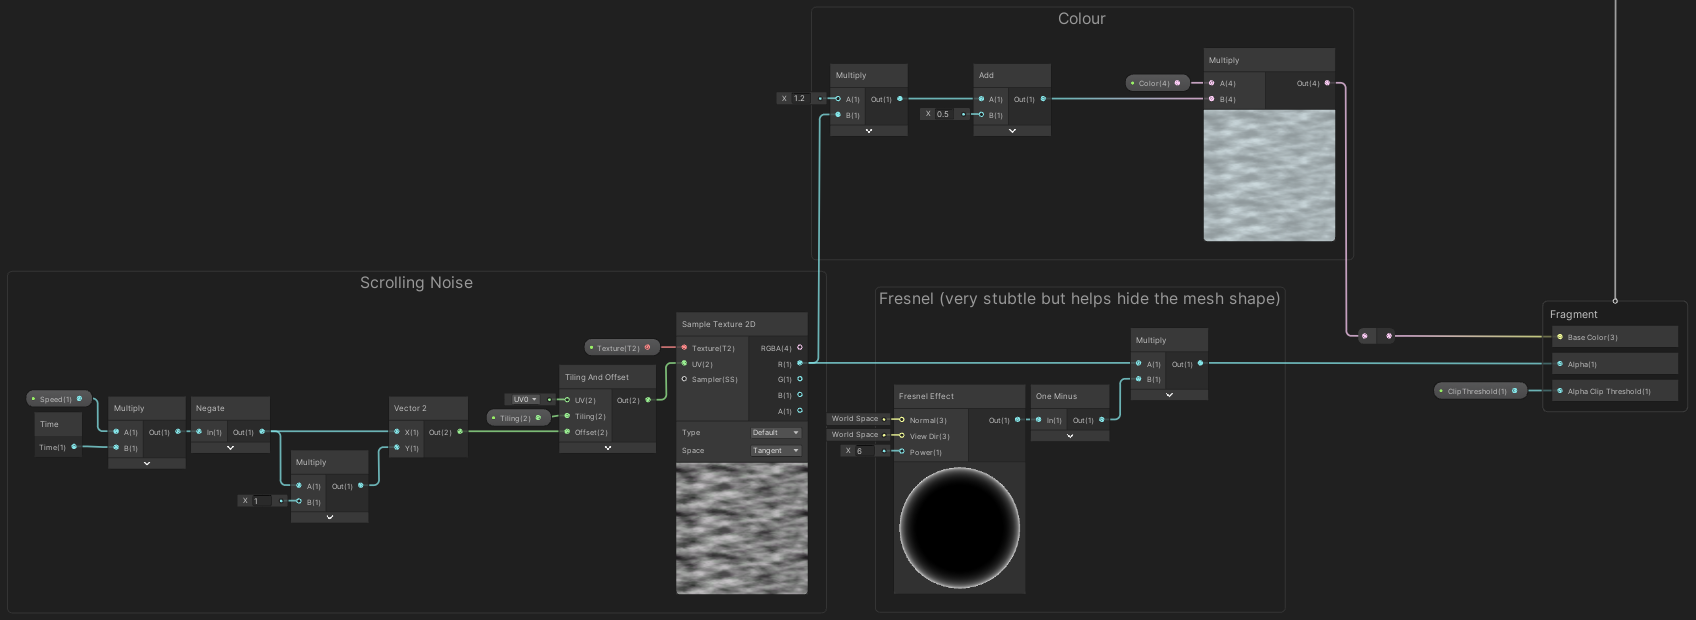 Colour
Multiply
X 1.2
A(1) Out(1)
B(1)
Add
A(1) Out(1)
X 0.5
B(1)
Color(4)
Multiply
A(4) Out(4)
B(4)
Scrolling Noise
Speed(1)
Time
Time(1)
Multiply
A(1) Out(1)
B(1)
Negate
In(1) Out(1)
Multiply
A(1) Out(1)
X 1
B(1)
Vector 2
X(1) Out(2)
Y(1)
Tiling And Offset
UV0
UV(2) Out(2)
Tiling(2)
Tiling(2)
Offset(2)
Texture(T2)
Sample Texture 2D
Texture(T2) RGBA(4)
UV(2) R(1)
Sampler(SS) G(1)
B(1)
A(1)
Type Default
Space Tangent
Fresnel (very stubtle but helps hide the mesh shape)
Fresnel Effect
World Space
Normal(3) Out(1)
World Space
View Dir(3)
X 6
Power(1)
One Minus
In(1) Out(1)
Multiply
A(1) Out(1)
B(1)
Fragment
Base Color(3)
Alpha(1)
ClipThreshold(1)
Alpha Clip Threshold(1)